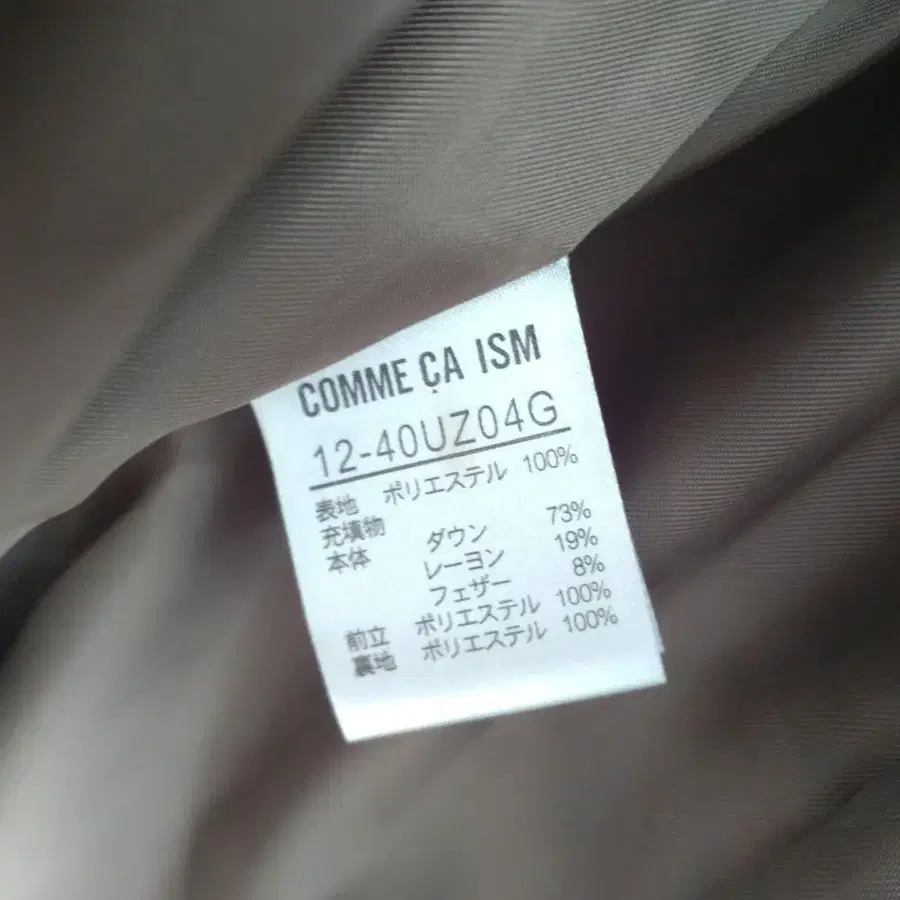 COMME ÇA ISM
12-40UZ04G
表地 ポリエステル 100%
充填物
本体 ダウン 73%
レーヨン 19%
フェザー 8%
前立 ポリエステル 100%
裏地 ポリエステル 100%